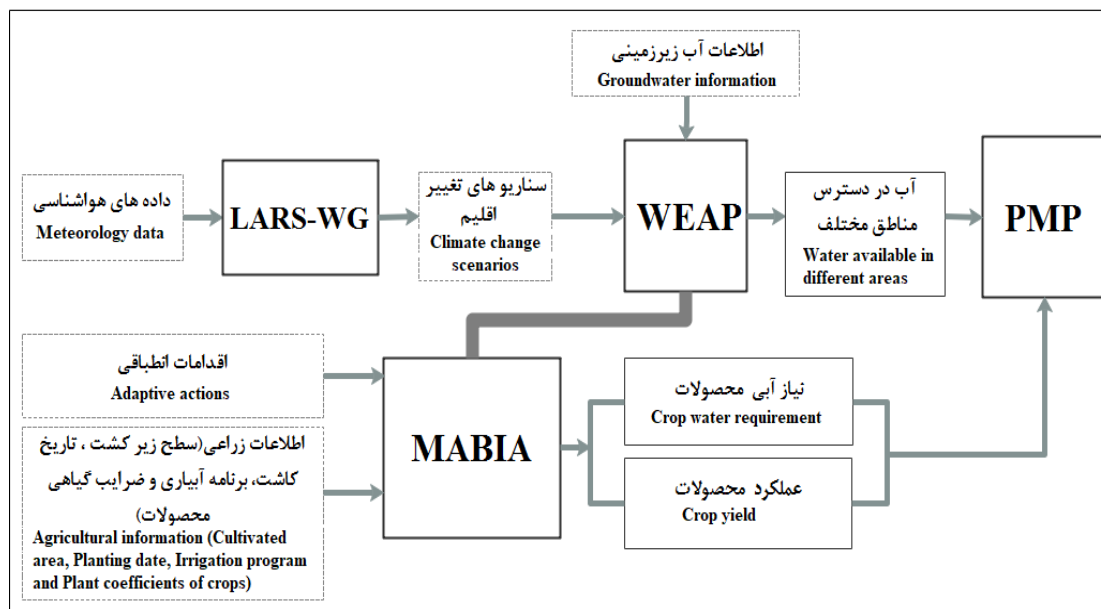 اطلاعات آب زیرزمینی
Groundwater information
داده های هواشناسی
Meteorology data
LARS-WG
سناریو های تغییر
اقلیم
Climate change
scenarios
WEAP
آب در دسترس
مناطق مختلف
Water available in
different areas
PMP
اقدامات انطباقی
Adaptive actions
اطلاعات زراعی(سطح زیر کشت ، تاریخ
کاشت، برنامه آبیاری و ضرایب گیاهی
محصولات)
Agricultural information (Cultivated
area, Planting date, Irrigation program
and Plant coefficients of crops)
MABIA
نیاز آبی محصولات
Crop water requirement
عملکرد محصولات
Crop yield